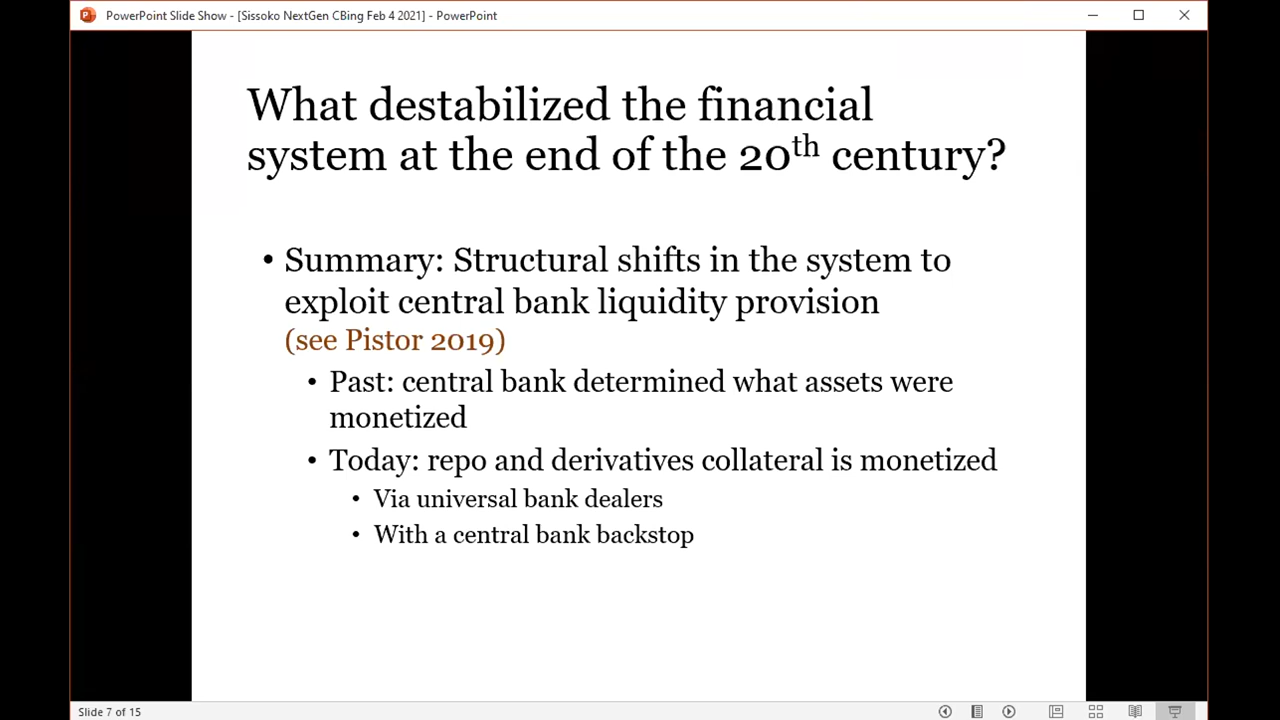 PowerPoint Slide Show - [Sissoko NextGen CBing Feb 4 2021] - PowerPoint
What destabilized the financial
system at the end of the 20th century?
• Summary: Structural shifts in the system to
exploit central bank liquidity provision
(see Pistor 2019)
• Past: central bank determined what assets were
monetized
• Today: repo and derivatives collateral is monetized
• Via universal bank dealers
• With a central bank backstop
Slide 7 of 15